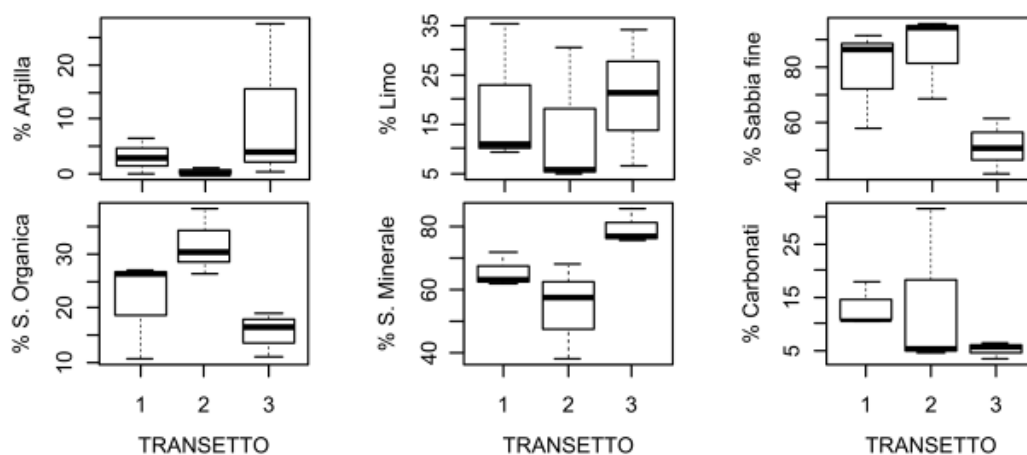 % Argilla
0 10 20
% Limo
5 15 25 35
% Sabbia fine
40 60 80
% S. Organica
10 20 30
% S. Minerale
40 60 80
% Carbonati
5 15 25
1 2 3
1 2 3
1 2 3
TRANSETTO
TRANSETTO
TRANSETTO